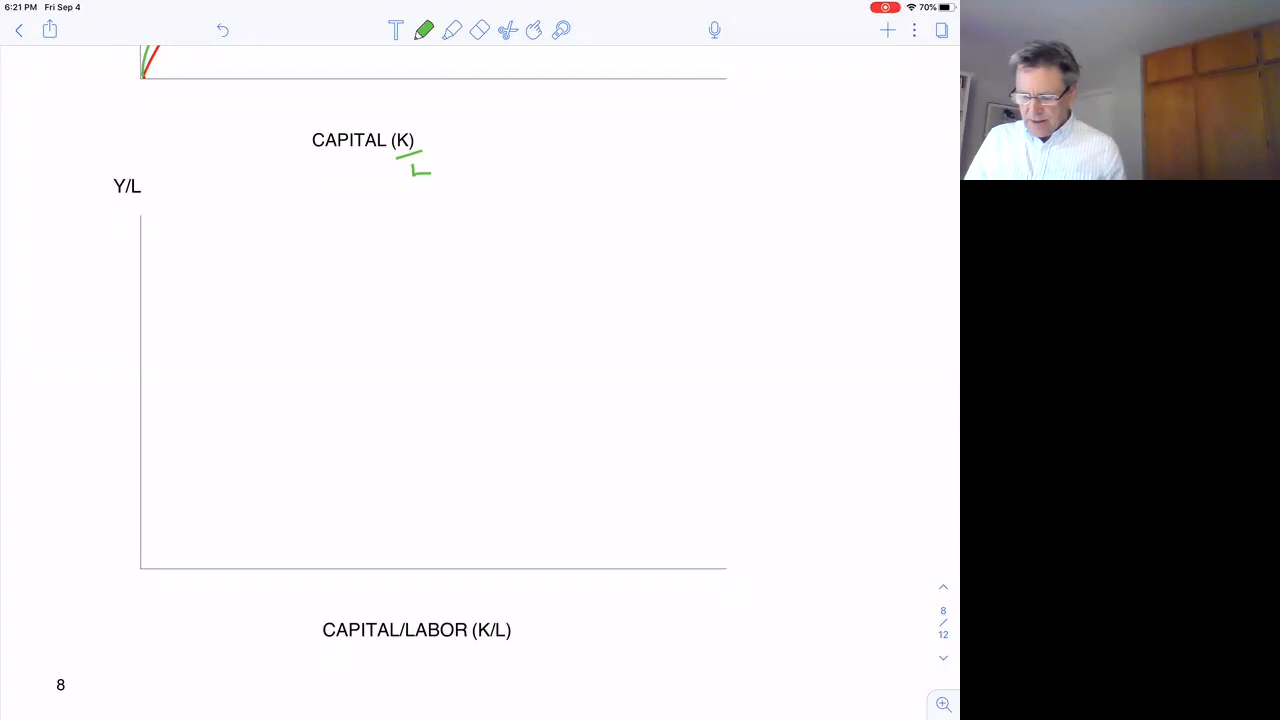 6:21 PM Fri Sep 4 70%
T
CAPITAL (K)
/
L
Y/L
CAPITAL/LABOR (K/L)
8
/
12
8